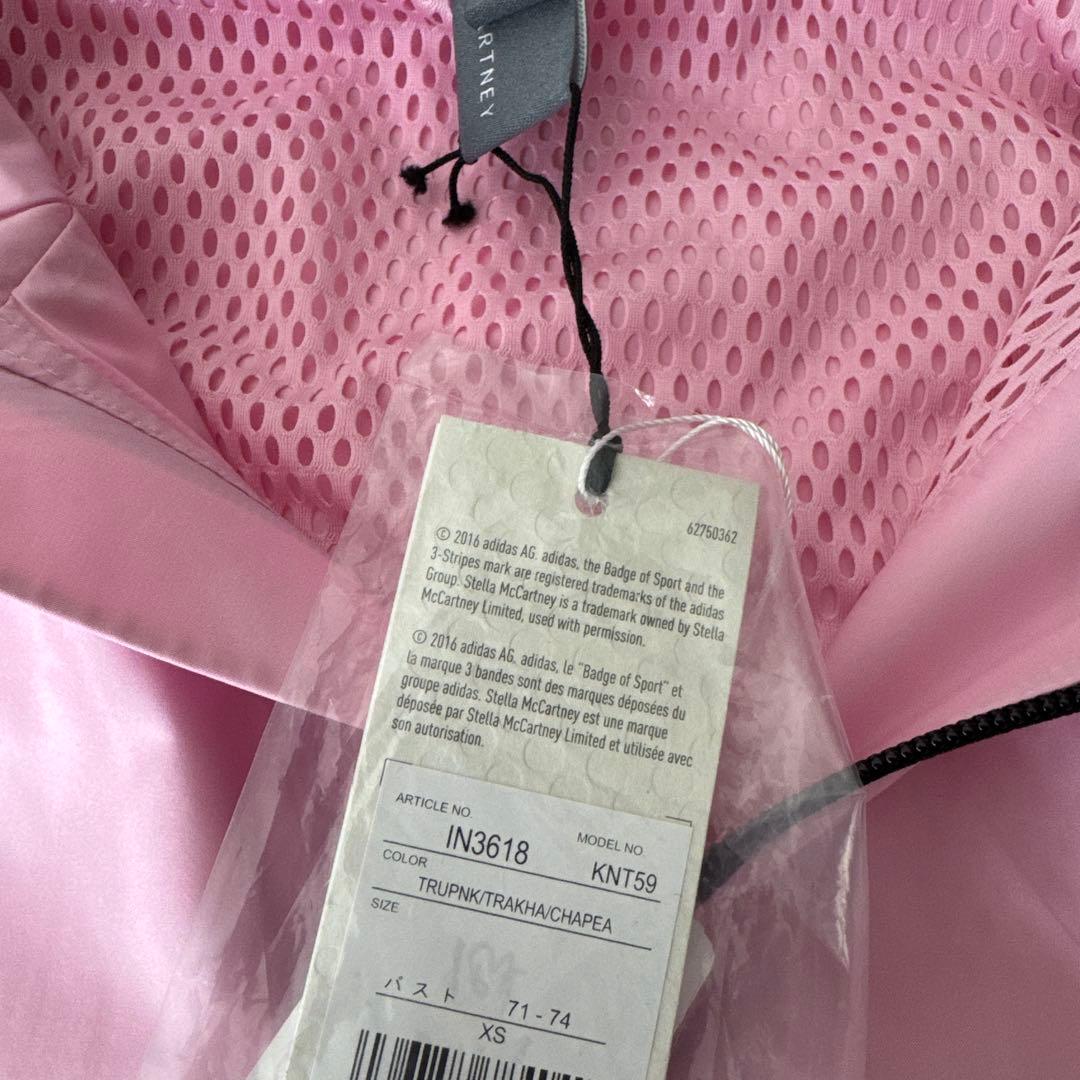 RTNEY
62750362
© 2016 adidas AG. adidas, the Badge of Sport and the
3-Stripes mark are registered trademarks of the adidas
Group. Stella McCartney is a trademark owned by Stella
McCartney Limited, used with permission.
© 2016 adidas AG. adidas, le "Badge of Sport" et
la marque 3 bandes sont des marques déposées du
groupe adidas. Stella McCartney est une marque
déposée par Stella McCartney Limited et utilisée avec
son autorisation.
ARTICLE NO.
IN3618
MODEL NO.
KNT59
COLOR
TRUPNK/TRAKHA/CHAPEA
SIZE
バスト 71 - 74
XS